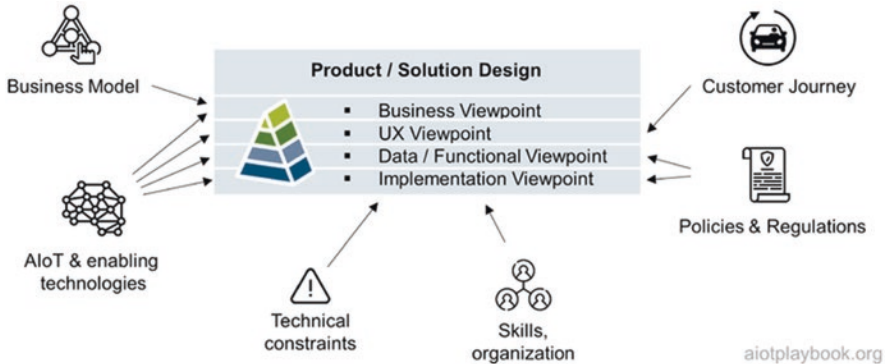 Product / Solution Design
Business Model
Customer Journey
▪ Business Viewpoint
▪ UX Viewpoint
▪ Data / Functional Viewpoint
▪ Implementation Viewpoint
Policies & Regulations
AIoT & enabling
technologies
Technical
constraints
Skills,
organization
aiotplaybook.org